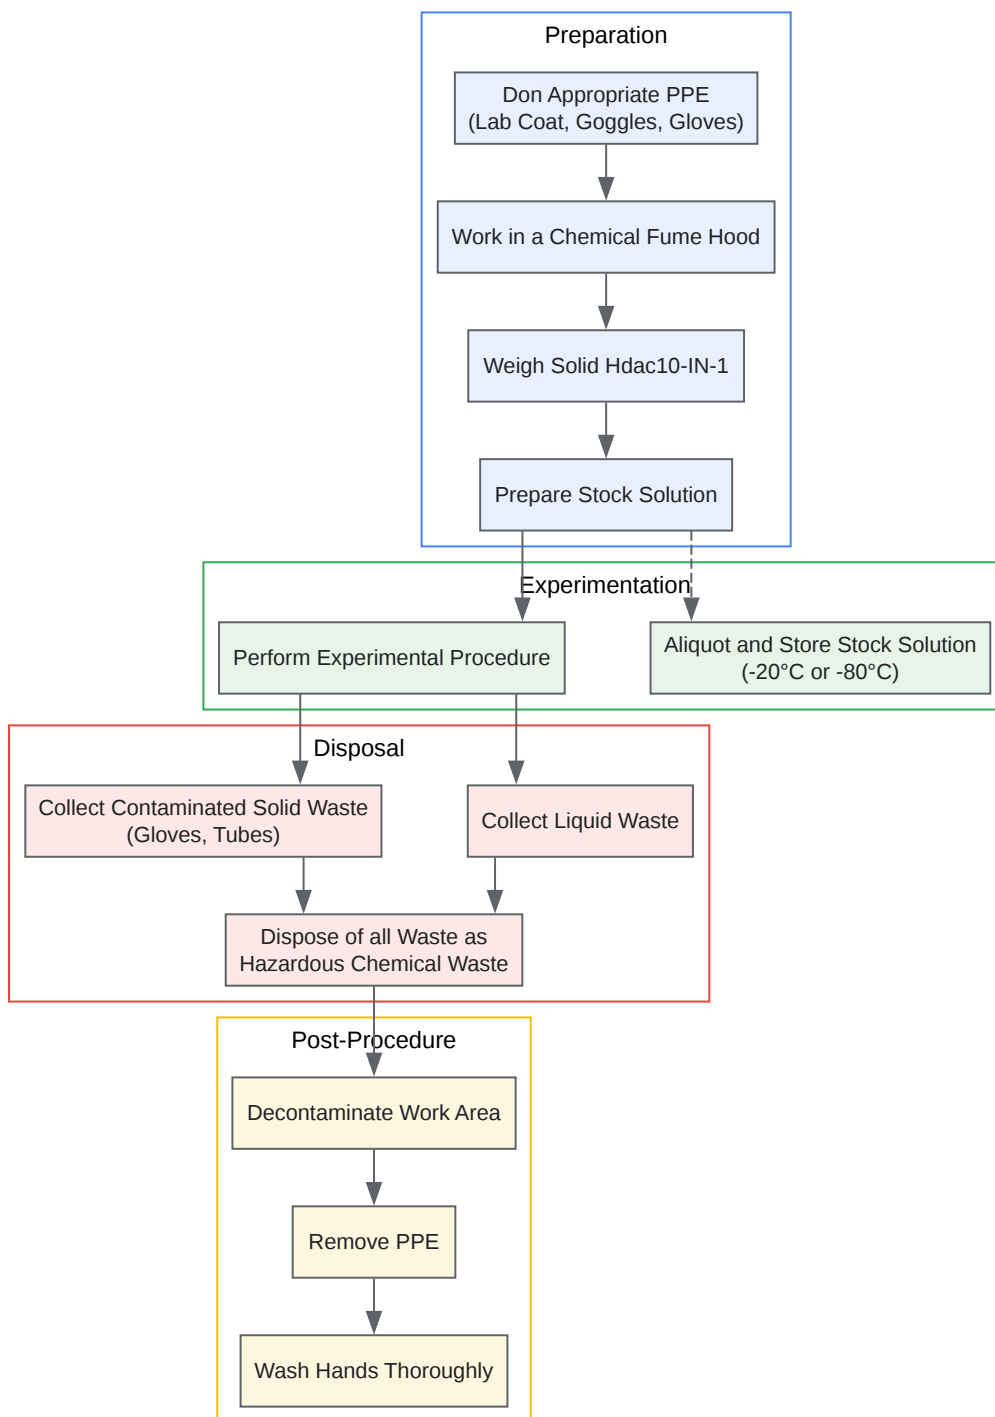 Preparation
Don Appropriate PPE
(Lab Coat, Goggles, Gloves)
Work in a Chemical Fume Hood
Weigh Solid Hdac10-IN-1
Prepare Stock Solution
Experimentation
Perform Experimental Procedure
Aliquot and Store Stock Solution
(-20°C or -80°C)
Disposal
Collect Contaminated Solid Waste
(Gloves, Tubes)
Collect Liquid Waste
Dispose of all Waste as
Hazardous Chemical Waste
Post-Procedure
Decontaminate Work Area
Remove PPE
Wash Hands Thoroughly